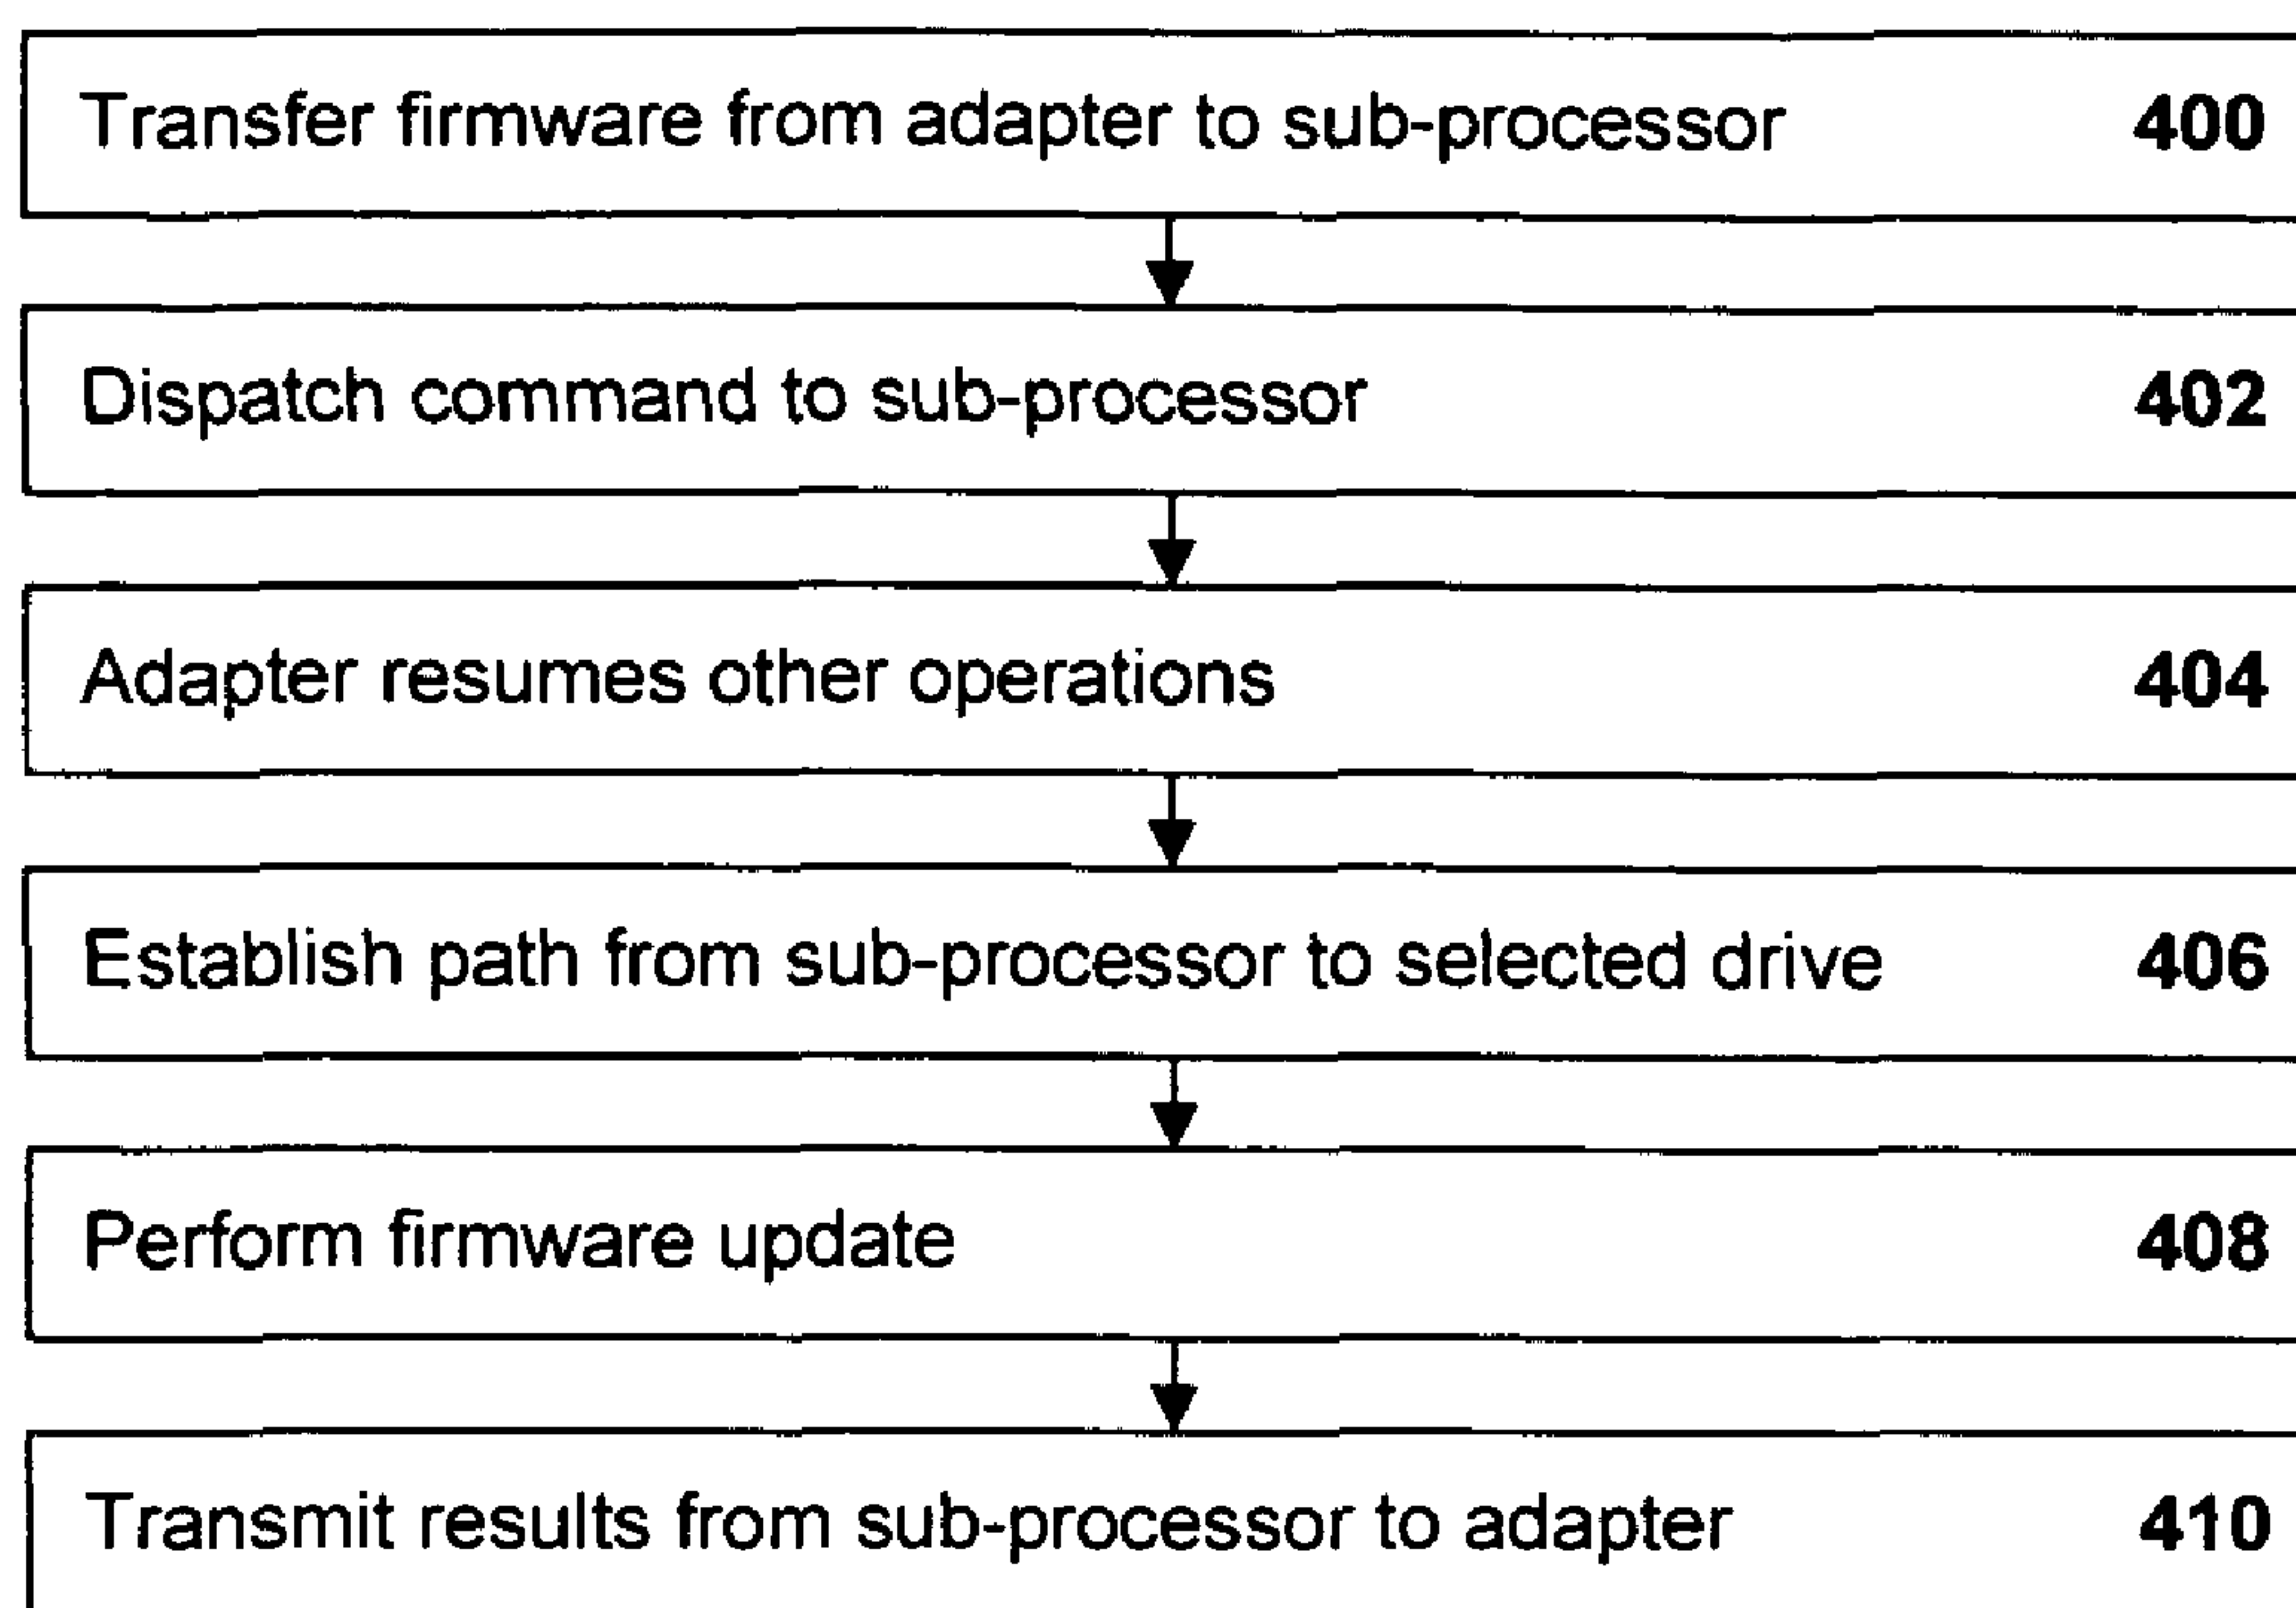 Transfer firmware from adapter to sub-processor 400
Dispatch command to sub-processor 402
Adapter resumes other operations 404
Establish path from sub-processor to selected drive 406
Perform firmware update 408
Transmit results from sub-processor to adapter 410